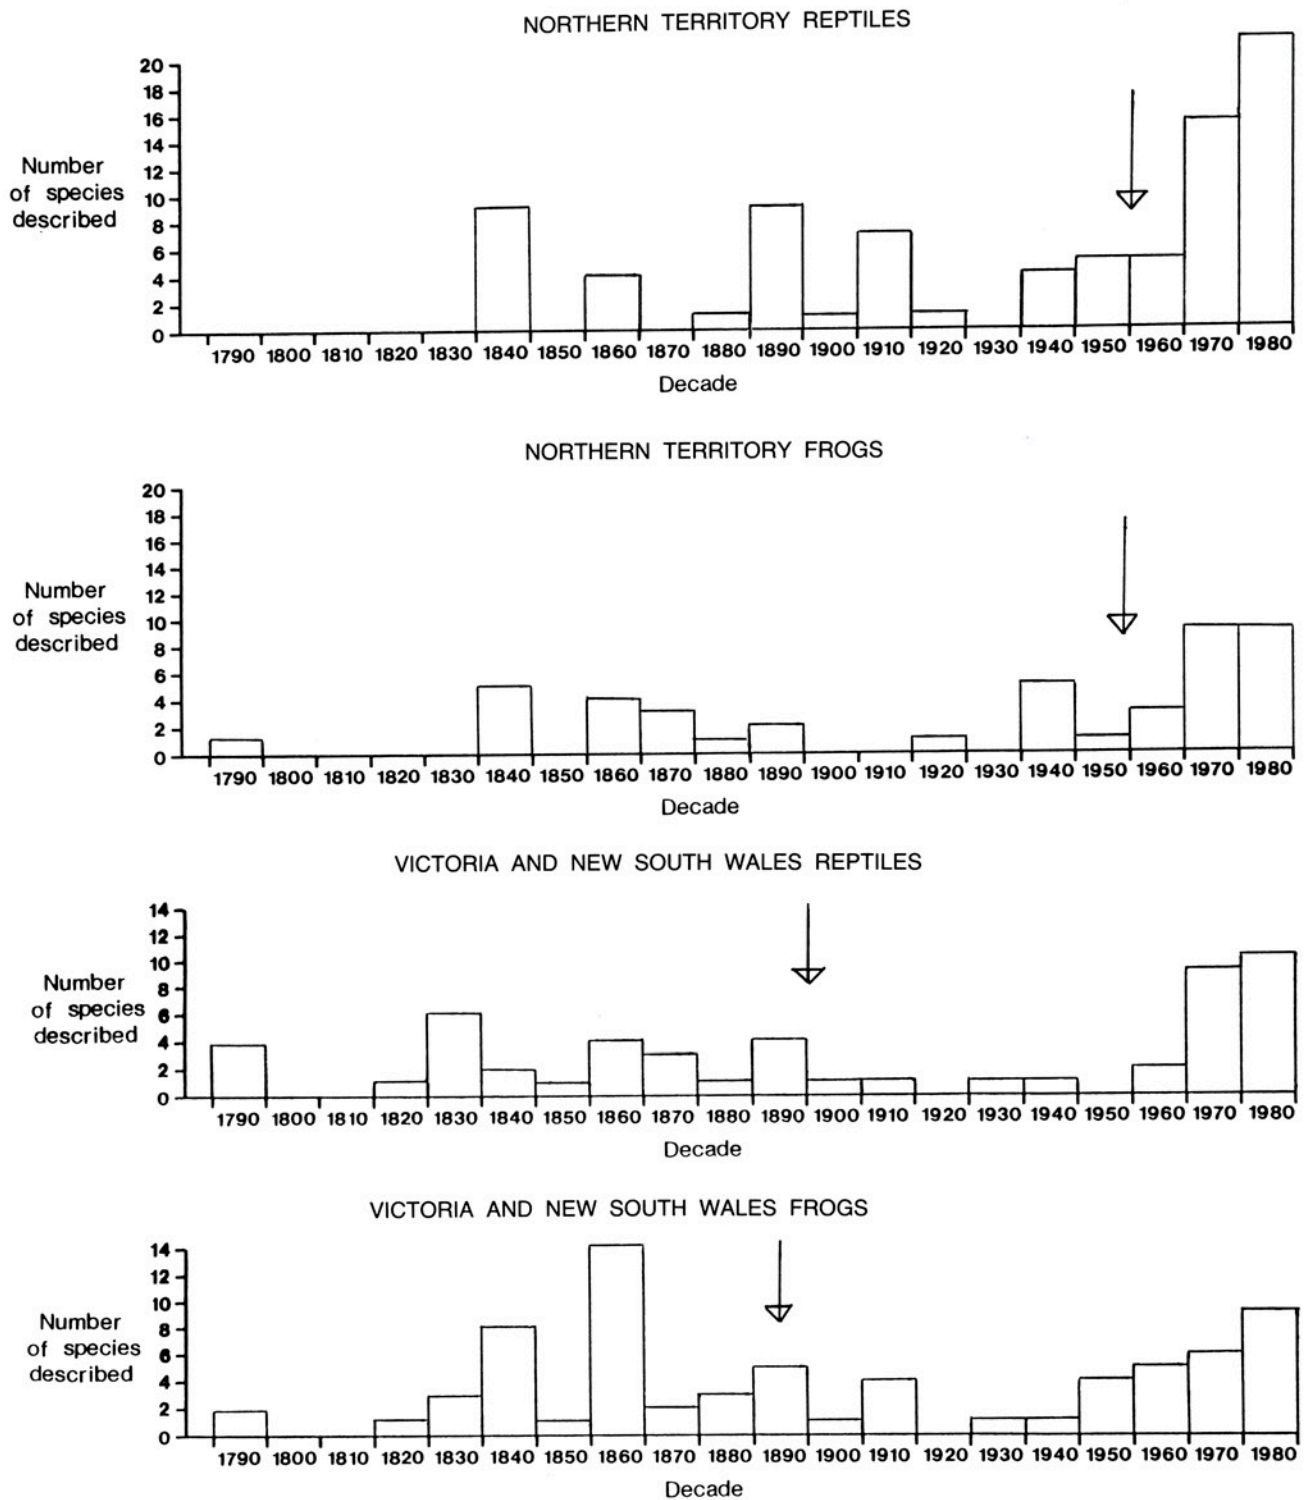 NORTHERN TERRITORY REPTILES
20
18
16
14
12
10
8
6
4
2
0
Number
of species
described
1790 1800 1810 1820 1830 1840 1850 1860 1870 1880 1890 1900 1910 1920 1930 1940 1950 1960 1970 1980
Decade
NORTHERN TERRITORY FROGS
20
18
16
14
12
10
8
6
4
2
0
Number
of species
described
1790 1800 1810 1820 1830 1840 1850 1860 1870 1880 1890 1900 1910 1920 1930 1940 1950 1960 1970 1980
Decade
VICTORIA AND NEW SOUTH WALES REPTILES
14
12
10
8
6
4
2
0
Number
of species
described
1790 1800 1810 1820 1830 1840 1850 1860 1870 1880 1890 1900 1910 1920 1930 1940 1950 1960 1970 1980
Decade
VICTORIA AND NEW SOUTH WALES FROGS
14
12
10
8
6
4
2
0
Number
of species
described
1790 1800 1810 1820 1830 1840 1850 1860 1870 1880 1890 1900 1910 1920 1930 1940 1950 1960 1970 1980
Decade